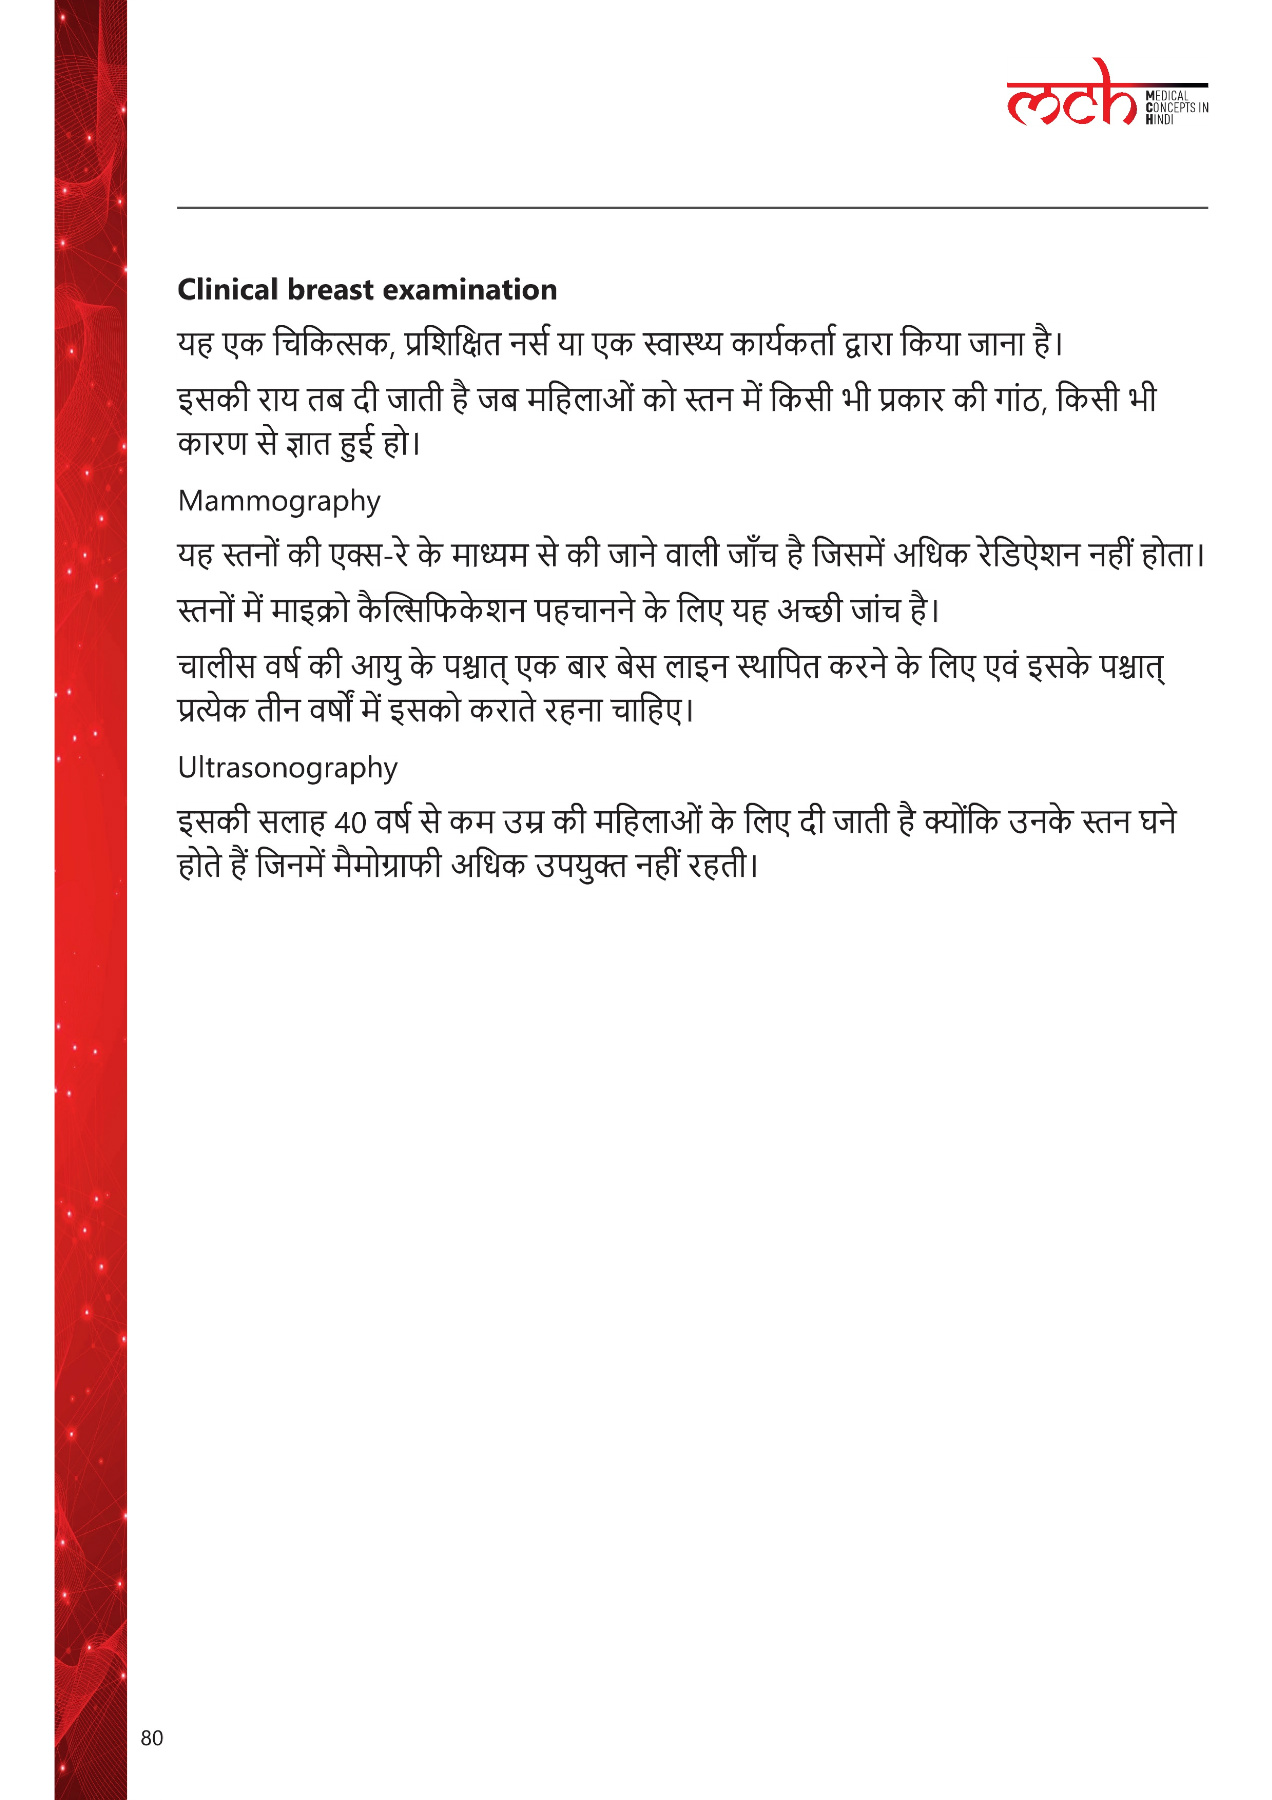 mch MEDICAL
CONCEPTS IN
HINDI
Clinical breast examination
यह एक चिकित्सक, प्रशिक्षित नर्स या एक स्वास्थ्य कार्यकर्ता द्वारा किया जाना है।
इसकी राय तब दी जाती है जब महिलाओं को स्तन में किसी भी प्रकार की गांठ, किसी भी
कारण से ज्ञात हुई हो।
Mammography
यह स्तनों की एक्स-रे के माध्यम से की जाने वाली जाँच है जिसमें अधिक रेडिऐशन नहीं होता।
स्तनों में माइक्रो कैल्सिफिकेशन पहचानने के लिए यह अच्छी जांच है।
चालीस वर्ष की आयु के पश्चात् एक बार बेस लाइन स्थापित करने के लिए एवं इसके पश्चात्
प्रत्येक तीन वर्षों में इसको कराते रहना चाहिए।
Ultrasonography
इसकी सलाह 40 वर्ष से कम उम्र की महिलाओं के लिए दी जाती है क्योंकि उनके स्तन घने
होते हैं जिनमें मैमोग्राफी अधिक उपयुक्त नहीं रहती।
80